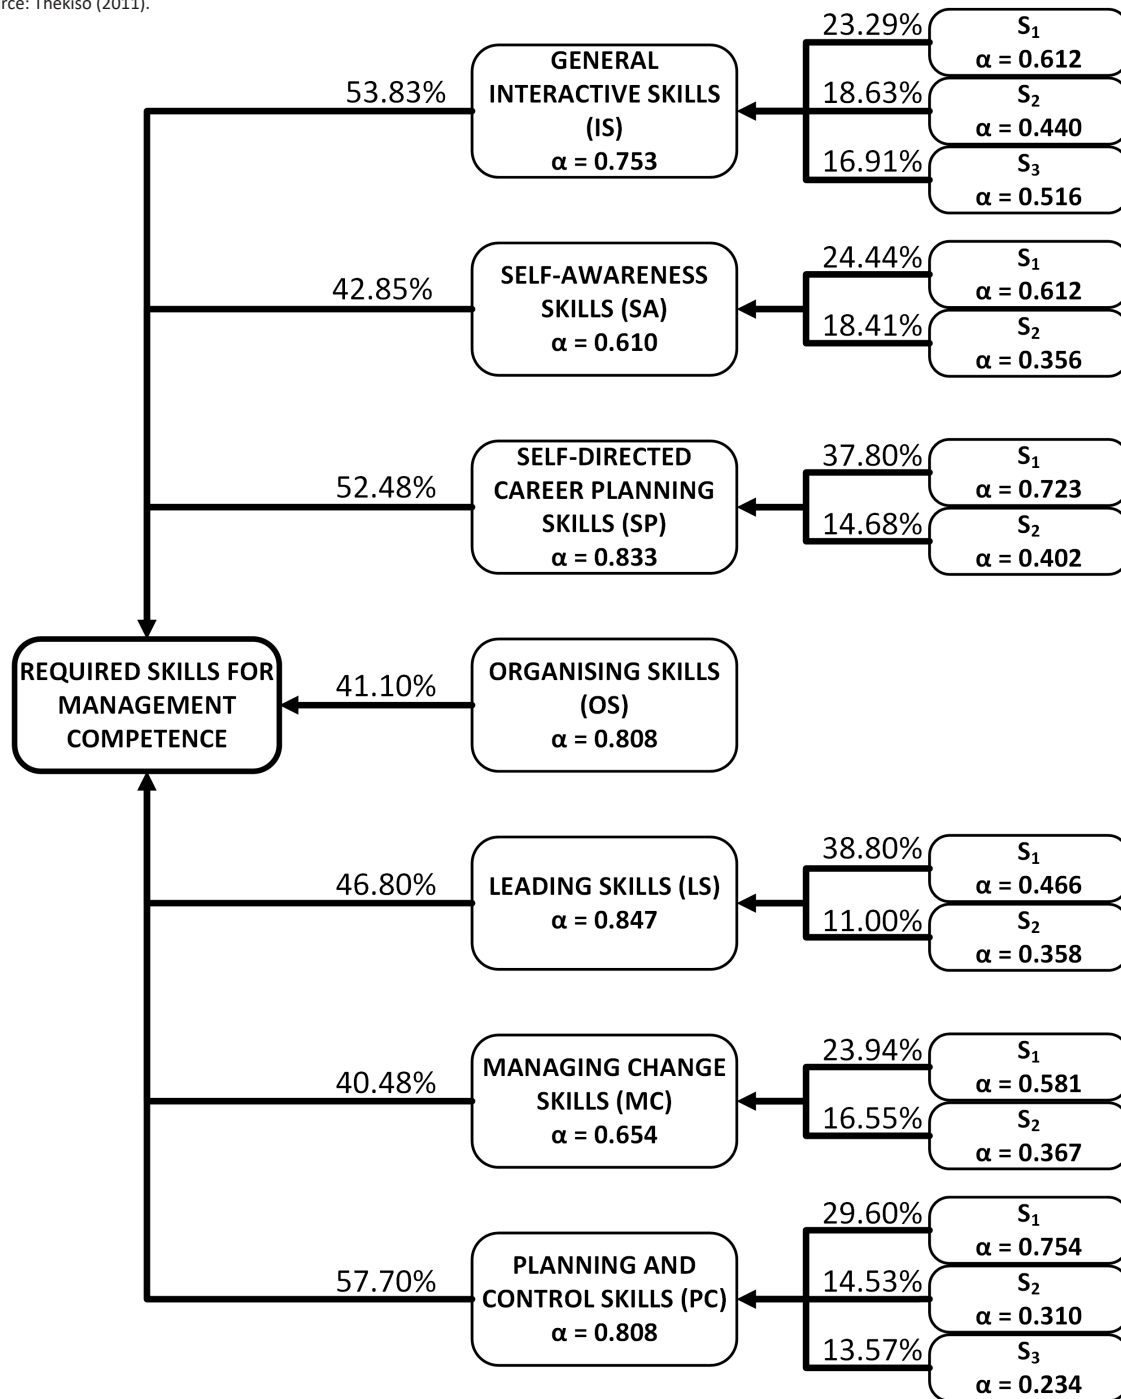 Thekiso (2011).
53.83%
GENERAL
INTERACTIVE SKILLS
(IS)
α = 0.753
23.29%
S₁
α = 0.612
18.63%
S₂
α = 0.440
16.91%
S₃
α = 0.516
42.85%
SELF-AWARENESS
SKILLS (SA)
α = 0.610
24.44%
S₁
α = 0.612
18.41%
S₂
α = 0.356
52.48%
SELF-DIRECTED
CAREER PLANNING
SKILLS (SP)
α = 0.833
37.80%
S₁
α = 0.723
14.68%
S₂
α = 0.402
REQUIRED SKILLS FOR
MANAGEMENT
COMPETENCE
41.10%
ORGANISING SKILLS
(OS)
α = 0.808
46.80%
LEADING SKILLS (LS)
α = 0.847
38.80%
S₁
α = 0.466
11.00%
S₂
α = 0.358
40.48%
MANAGING CHANGE
SKILLS (MC)
α = 0.654
23.94%
S₁
α = 0.581
16.55%
S₂
α = 0.367
57.70%
PLANNING AND
CONTROL SKILLS (PC)
α = 0.808
29.60%
S₁
α = 0.754
14.53%
S₂
α = 0.310
13.57%
S₃
α = 0.234